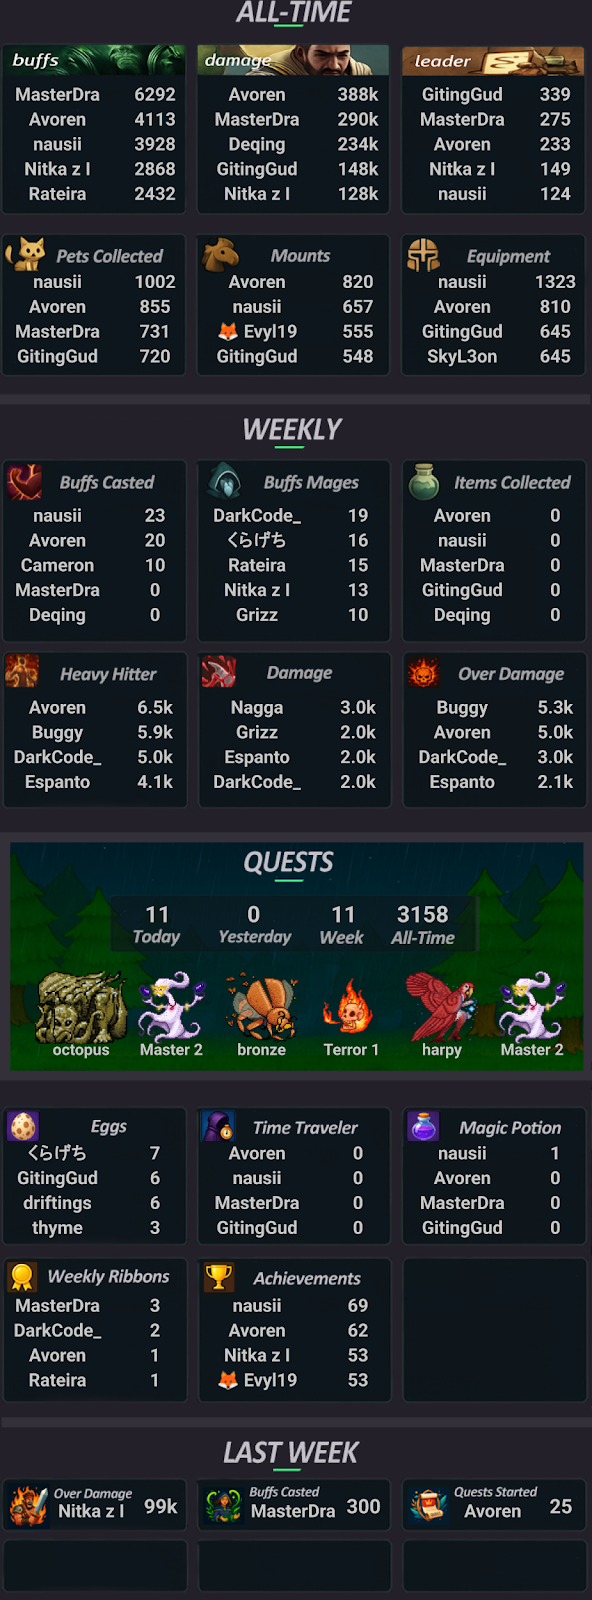 ALL-TIME
buffs
MasterDra 6292
Avoren 4113
nausii 3928
Nitka z I 2868
Rateira 2432
damage
Avoren 388k
MasterDra 290k
Deqing 234k
GitingGud 148k
Nitka z I 128k
leader
GitingGud 339
MasterDra 275
Avoren 233
Nitka z I 149
nausii 124
Pets Collected
nausii 1002
Avoren 855
MasterDra 731
GitingGud 720
Mounts
Avoren 820
nausii 657
🦊 Evyl19 555
GitingGud 548
Equipment
nausii 1323
Avoren 810
GitingGud 645
SkyL3on 645
WEEKLY
Buffs Casted
nausii 23
Avoren 20
Cameron 10
MasterDra 0
Deqing 0
Buffs Mages
DarkCode_ 19
くらげち 16
Rateira 15
Nitka z I 13
Grizz 10
Items Collected
Avoren 0
nausii 0
MasterDra 0
GitingGud 0
Deqing 0
Heavy Hitter
Avoren 6.5k
Buggy 5.9k
DarkCode_ 5.0k
Espanto 4.1k
Damage
Nagga 3.0k
Grizz 2.0k
Espanto 2.0k
DarkCode_ 2.0k
Over Damage
Buggy 5.3k
Avoren 5.0k
DarkCode_ 3.0k
Espanto 2.1k
QUESTS
11 0 11 3158
Today Yesterday Week All-Time
octopus Master 2 bronze Terror 1 harpy Master 2
Eggs
くらげち 7
GitingGud 6
driftings 6
thyme 3
Time Traveler
Avoren 0
nausii 0
MasterDra 0
GitingGud 0
Magic Potion
nausii 1
Avoren 0
MasterDra 0
GitingGud 0
Weekly Ribbons
MasterDra 3
DarkCode_ 2
Avoren 1
Rateira 1
Achievements
nausii 69
Avoren 62
Nitka z I 53
🦊 Evyl19 53
LAST WEEK
Over Damage
Nitka z I 99k
Buffs Casted
MasterDra 300
Quests Started
Avoren 25